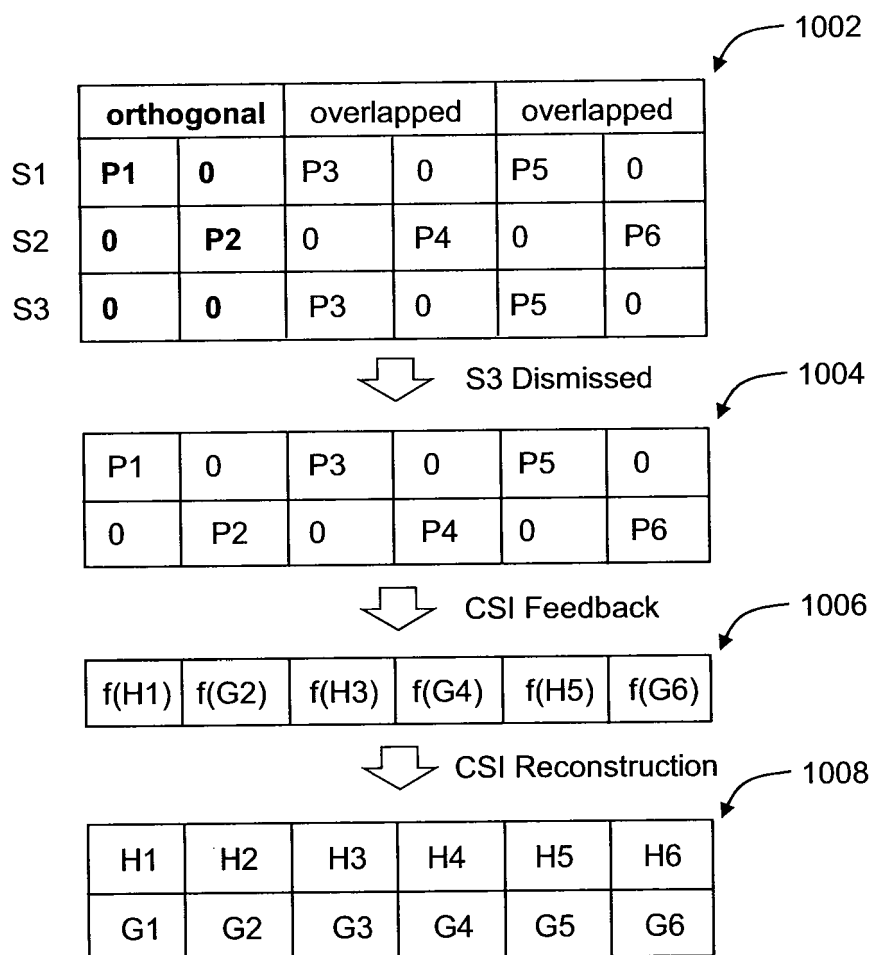 1002
orthogonal overlapped overlapped
S1 P1 0 P3 0 P5 0
S2 0 P2 0 P4 0 P6
S3 0 0 P3 0 P5 0
S3 Dismissed
1004
P1 0 P3 0 P5 0
0 P2 0 P4 0 P6
CSI Feedback
1006
f(H1) f(G2) f(H3) f(G4) f(H5) f(G6)
CSI Reconstruction
1008
H1 H2 H3 H4 H5 H6
G1 G2 G3 G4 G5 G6